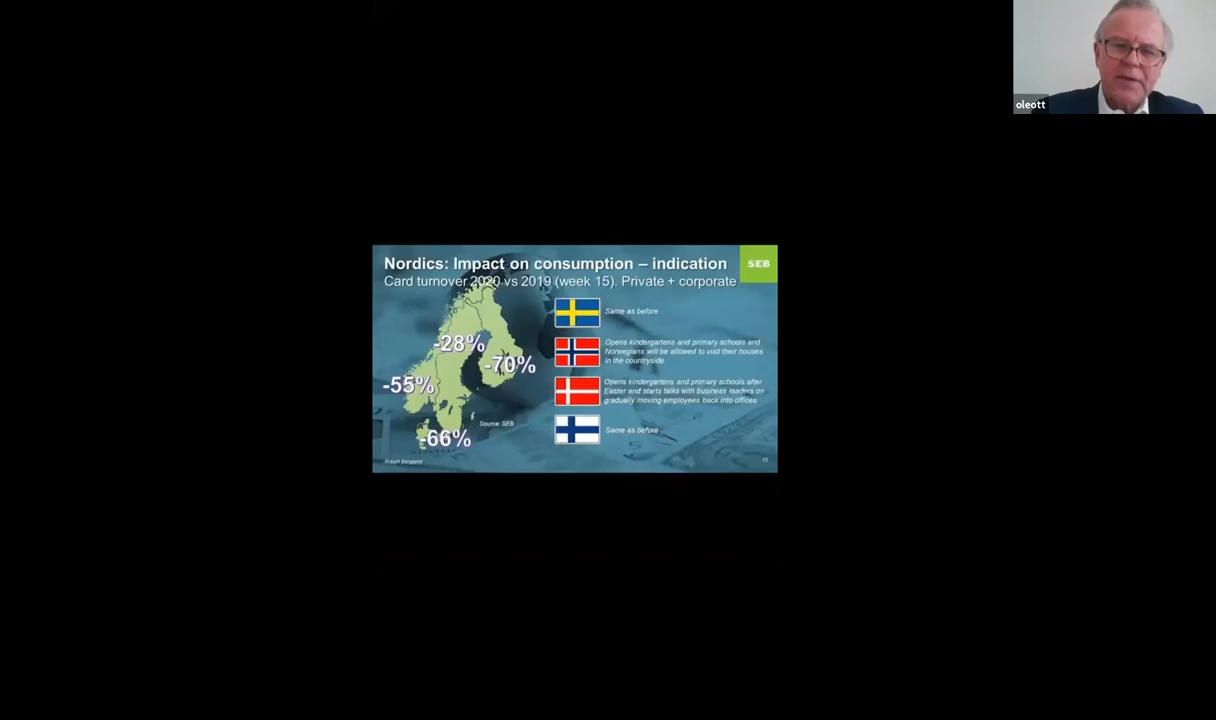 oleott
Nordics: Impact on consumption – indication
SEB
Card turnover 2020 vs 2019 (week 15). Private + corporate
Same as before
-28%
Opens kindergartens and primary schools and
Norwegians will be allowed to visit their houses
in the countryside
-70%
-55%
Opens kindergartens and primary schools after
Easter and starts talks with business leaders on
gradually moving employees back into offices
Source: SEB
-66%
Same as before
Robert Bergqvist
13